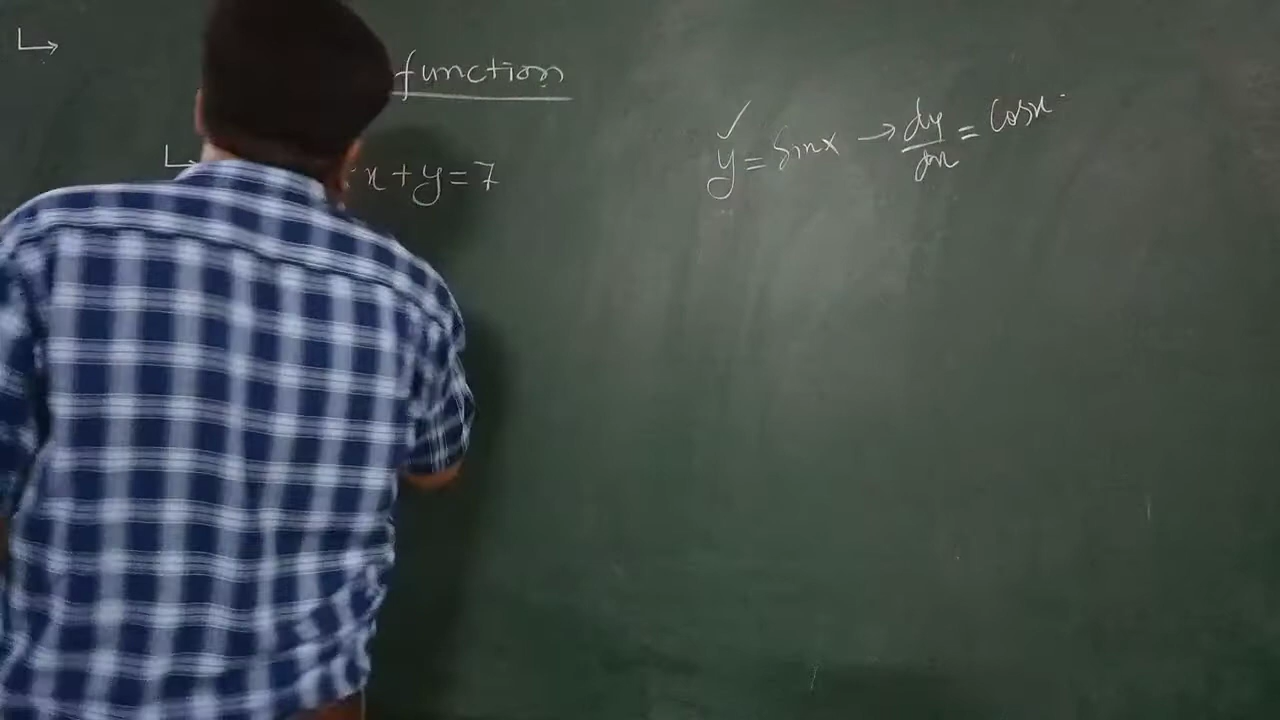 function
x + y = 7
y = Sinx → dy/dx = Cosx